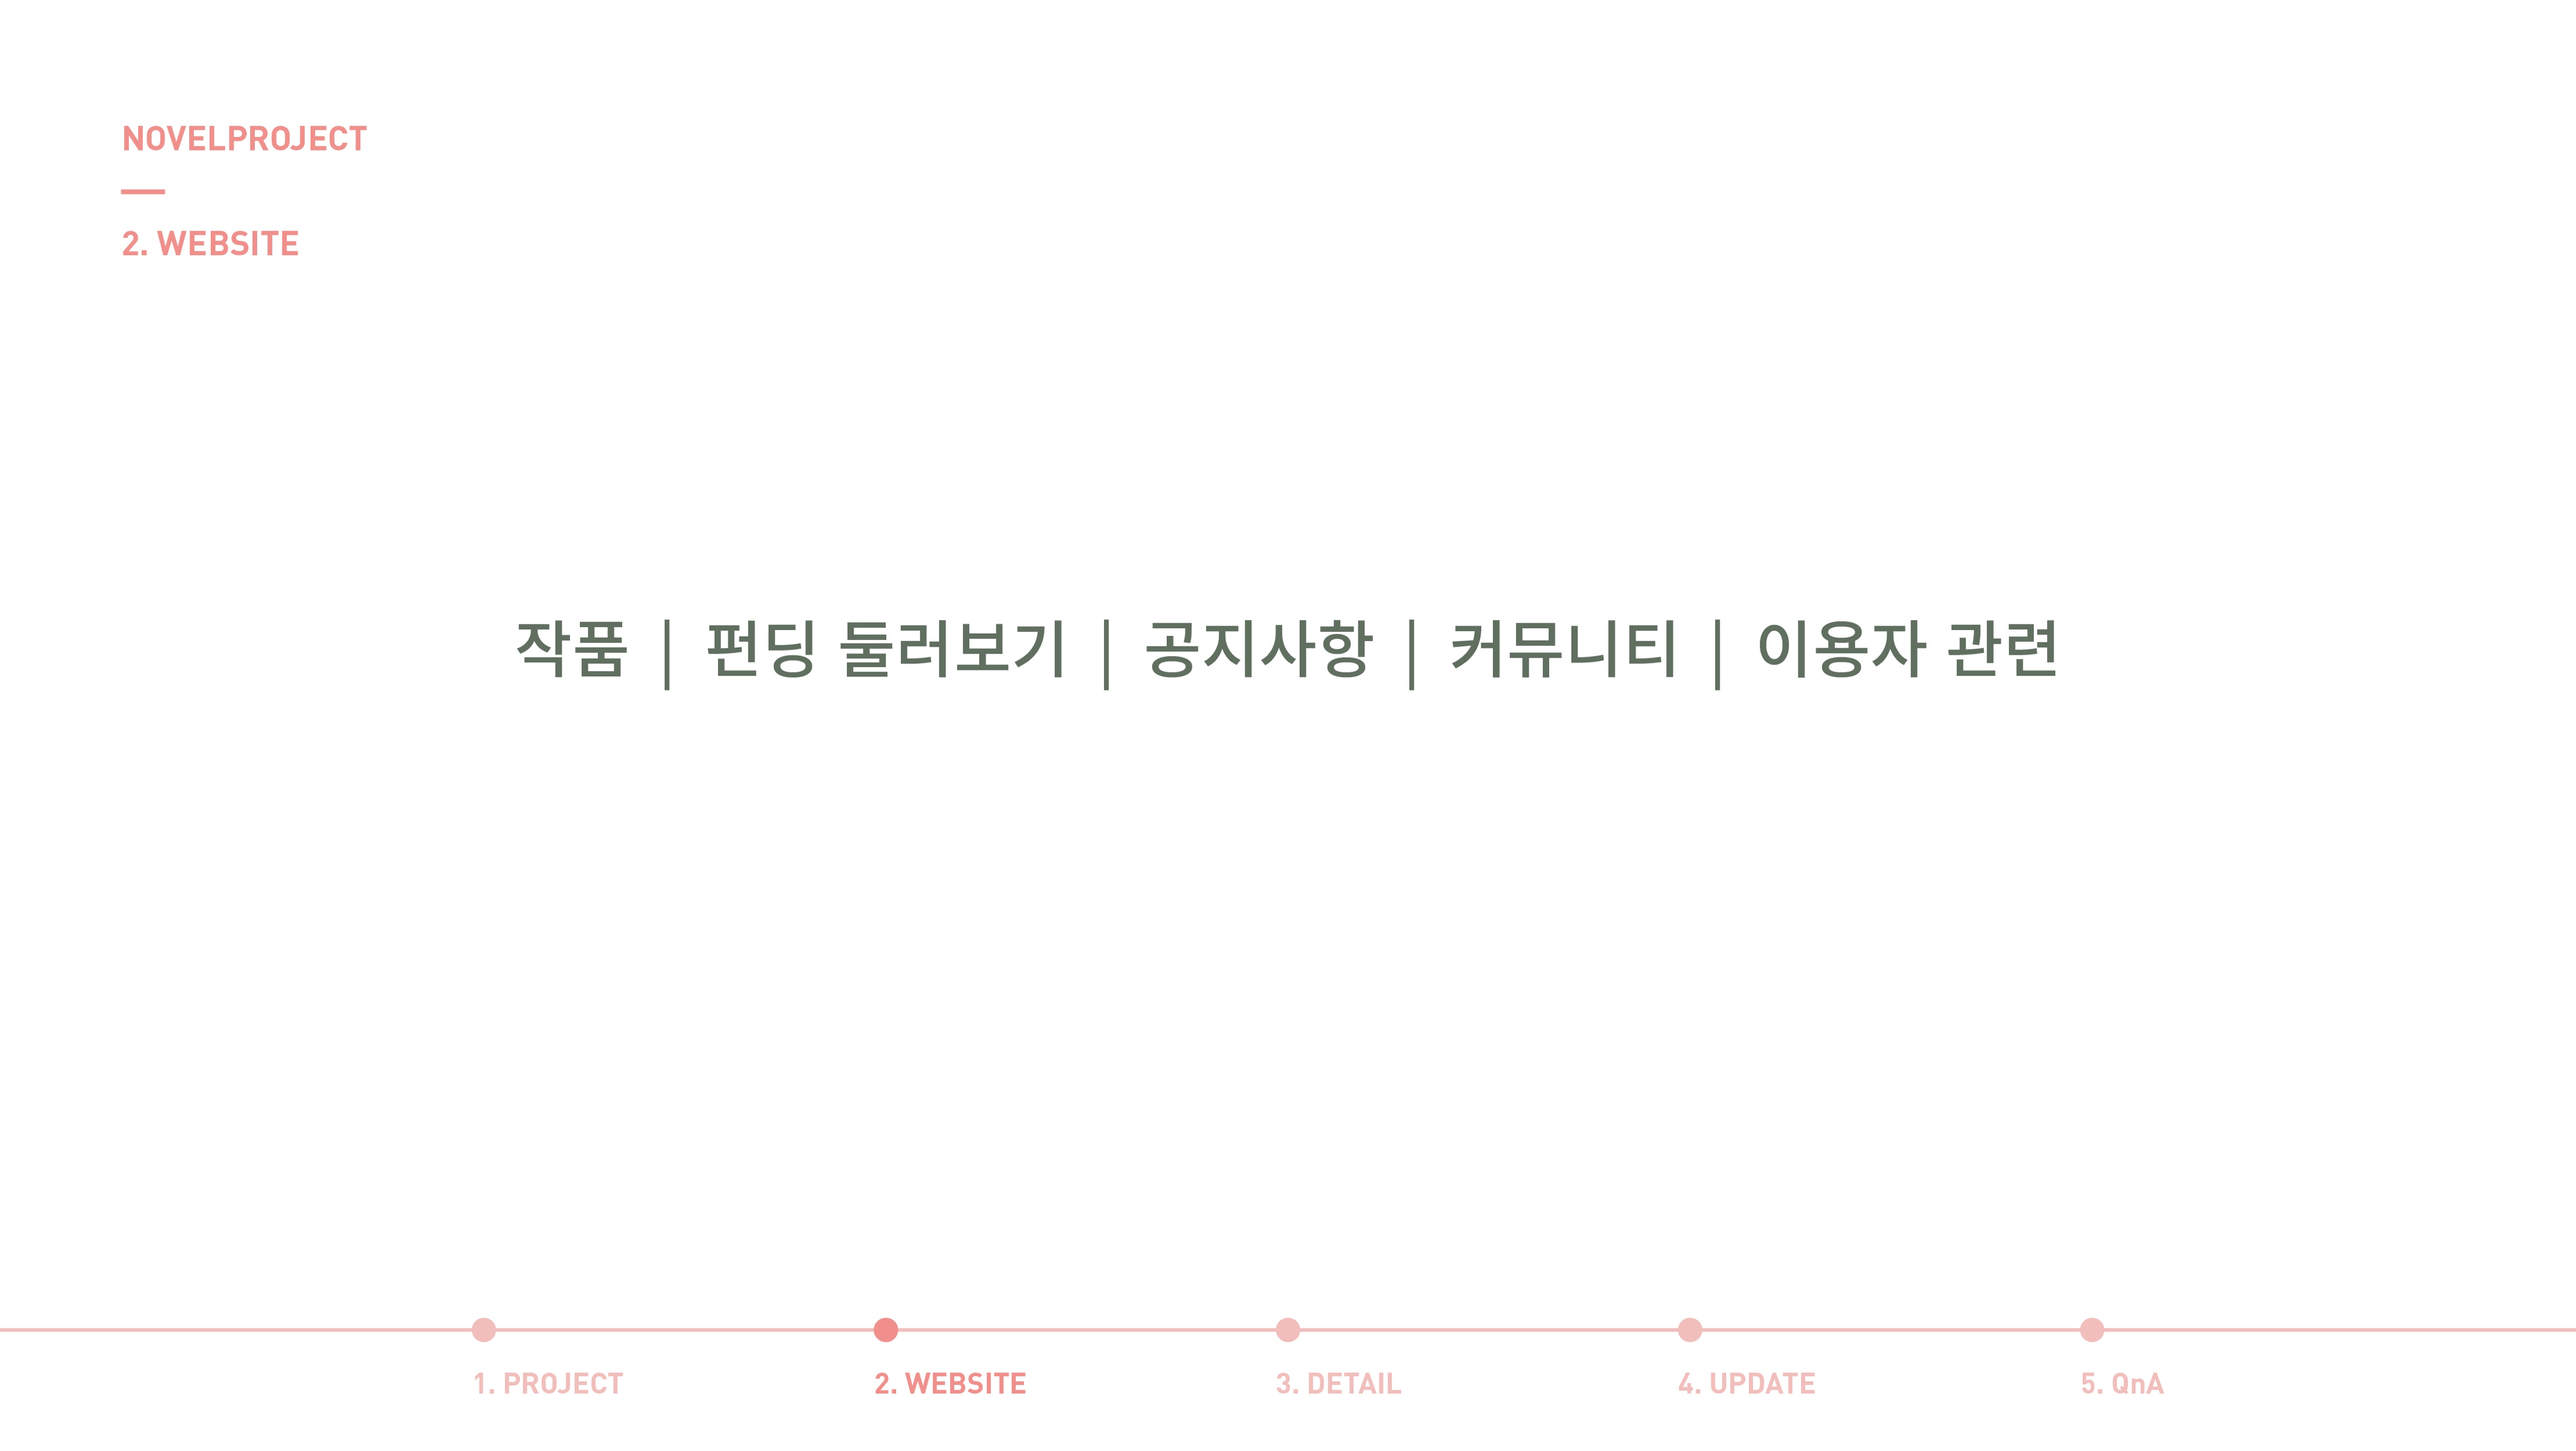 NOVELPROJECT
2. WEBSITE
작품 | 펀딩 둘러보기 | 공지사항 | 커뮤니티 | 이용자 관련
1. PROJECT 2. WEBSITE 3. DETAIL 4. UPDATE 5. QnA